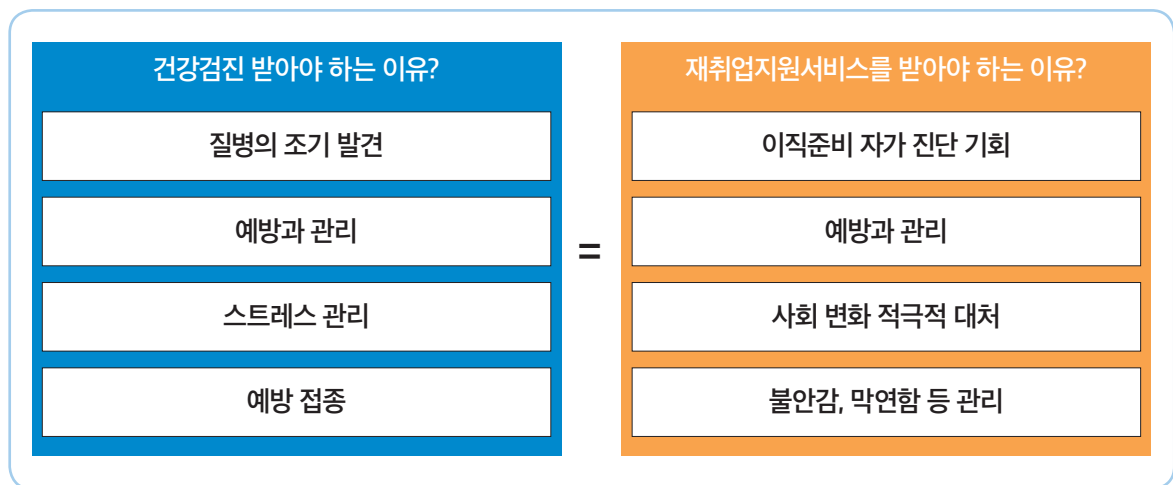 건강검진 받아야 하는 이유?
질병의 조기 발견
예방과 관리
스트레스 관리
예방 접종
=
재취업지원서비스를 받아야 하는 이유?
이직준비 자가 진단 기회
예방과 관리
사회 변화 적극적 대처
불안감, 막연함 등 관리